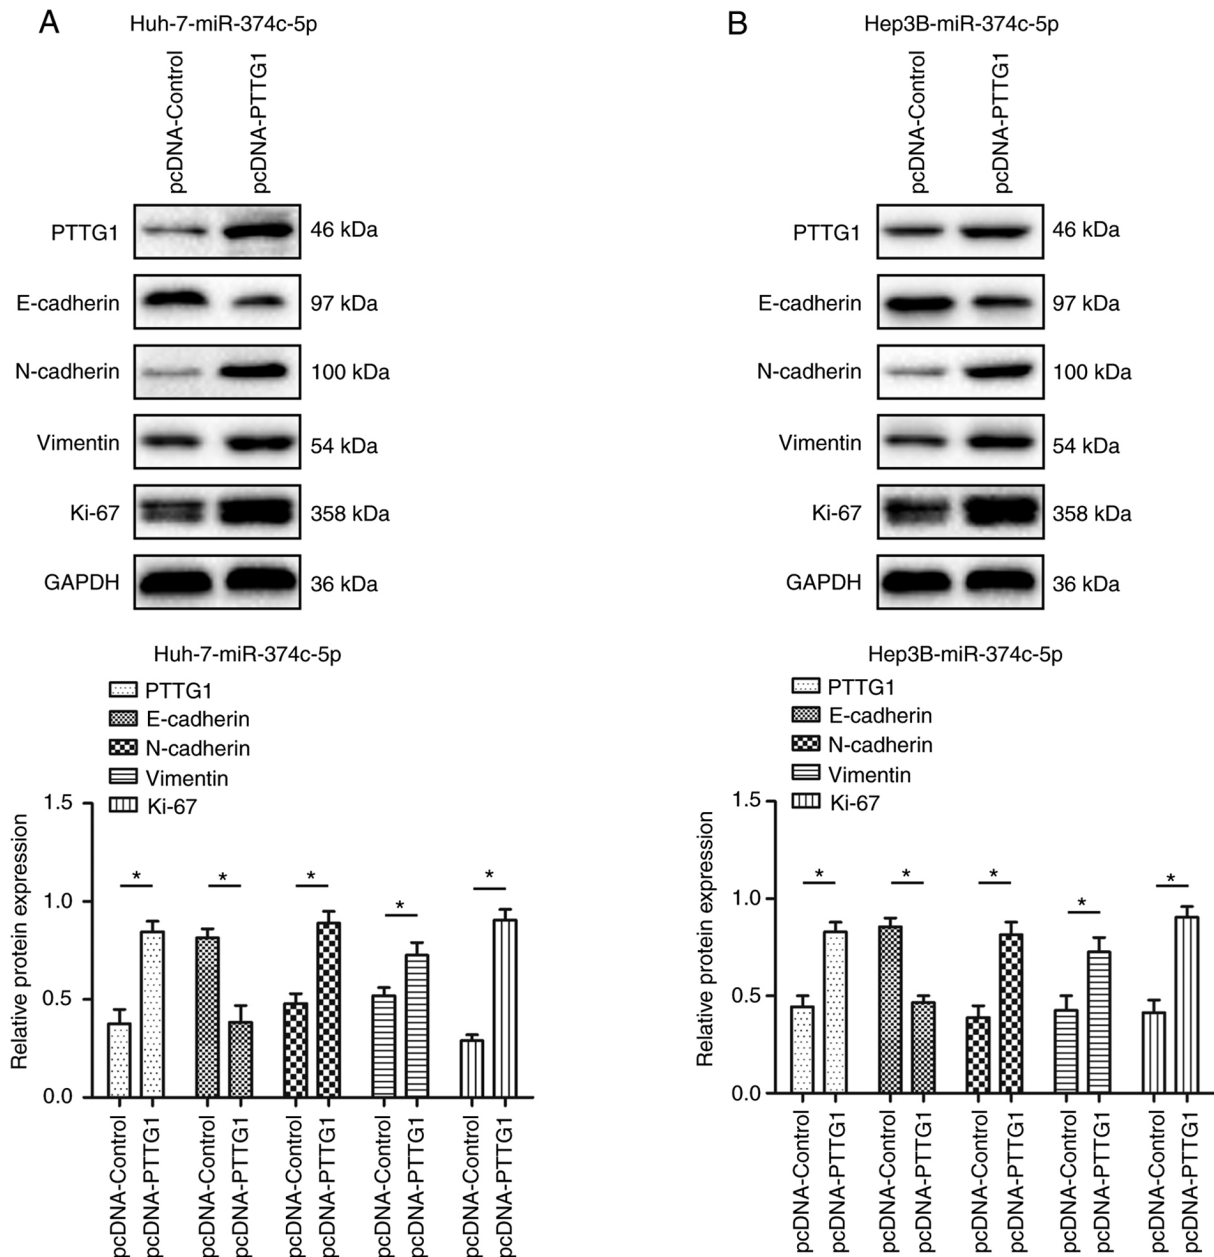 A
Huh-7-miR-374c-5p
pcDNA-Control
pcDNA-PTTG1
PTTG1
46 kDa
E-cadherin
97 kDa
N-cadherin
100 kDa
Vimentin
54 kDa
Ki-67
358 kDa
GAPDH
36 kDa
Huh-7-miR-374c-5p
PTTG1
E-cadherin
N-cadherin
Vimentin
Ki-67
Relative protein expression
1.5
1.0
0.5
0.0
*
*
*
*
*
pcDNA-Control
pcDNA-PTTG1
pcDNA-Control
pcDNA-PTTG1
pcDNA-Control
pcDNA-PTTG1
pcDNA-Control
pcDNA-PTTG1
pcDNA-Control
pcDNA-PTTG1
B
Hep3B-miR-374c-5p
pcDNA-Control
pcDNA-PTTG1
PTTG1
46 kDa
E-cadherin
97 kDa
N-cadherin
100 kDa
Vimentin
54 kDa
Ki-67
358 kDa
GAPDH
36 kDa
Hep3B-miR-374c-5p
PTTG1
E-cadherin
N-cadherin
Vimentin
Ki-67
Relative protein expression
1.5
1.0
0.5
0.0
*
*
*
*
*
pcDNA-Control
pcDNA-PTTG1
pcDNA-Control
pcDNA-PTTG1
pcDNA-Control
pcDNA-PTTG1
pcDNA-Control
pcDNA-PTTG1
pcDNA-Control
pcDNA-PTTG1